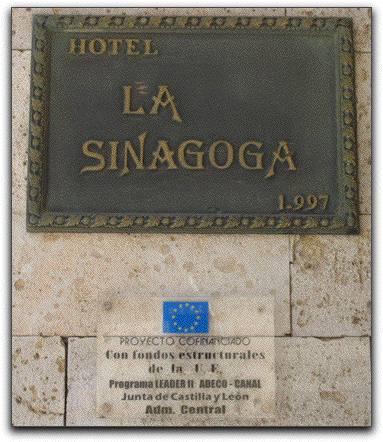 HOTEL
LA
SINAGOGA
1.997
PROYECTO COFINANCIADO
Con fondos estructurales
de la U. E.
Programa LEADER II ADECO - CANAL
Junta de Castilla y León
Adm. Central